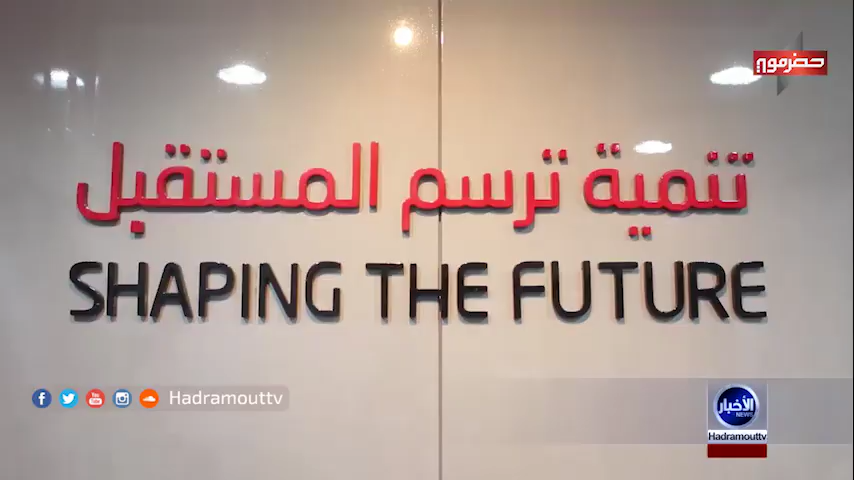 حضرموت
تنمية ترسم المستقبل
SHAPING THE FUTURE
Hadramouttv
الأخبار
NEWS
Hadramouttv